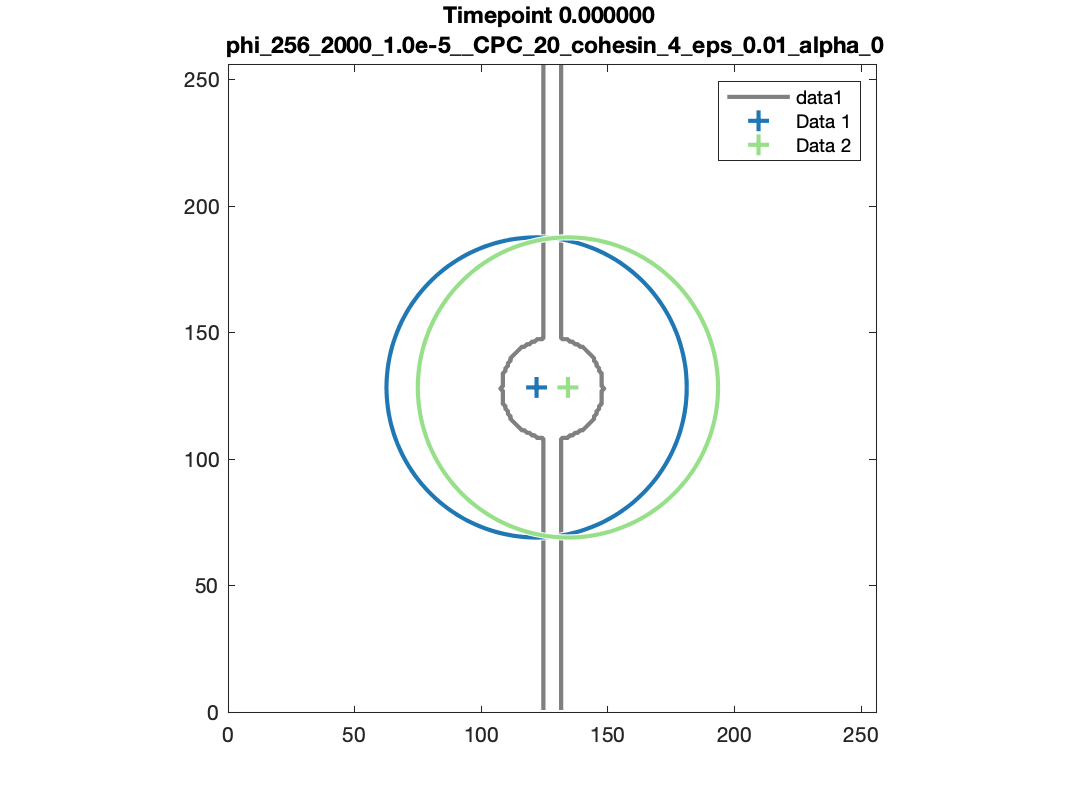 Timepoint 0.000000
phi_256_2000_1.0e-5__CPC_20_cohesin_4_eps_0.01_alpha_0
data1
Data 1
Data 2
250
200
150
100
50
0
0 50 100 150 200 250